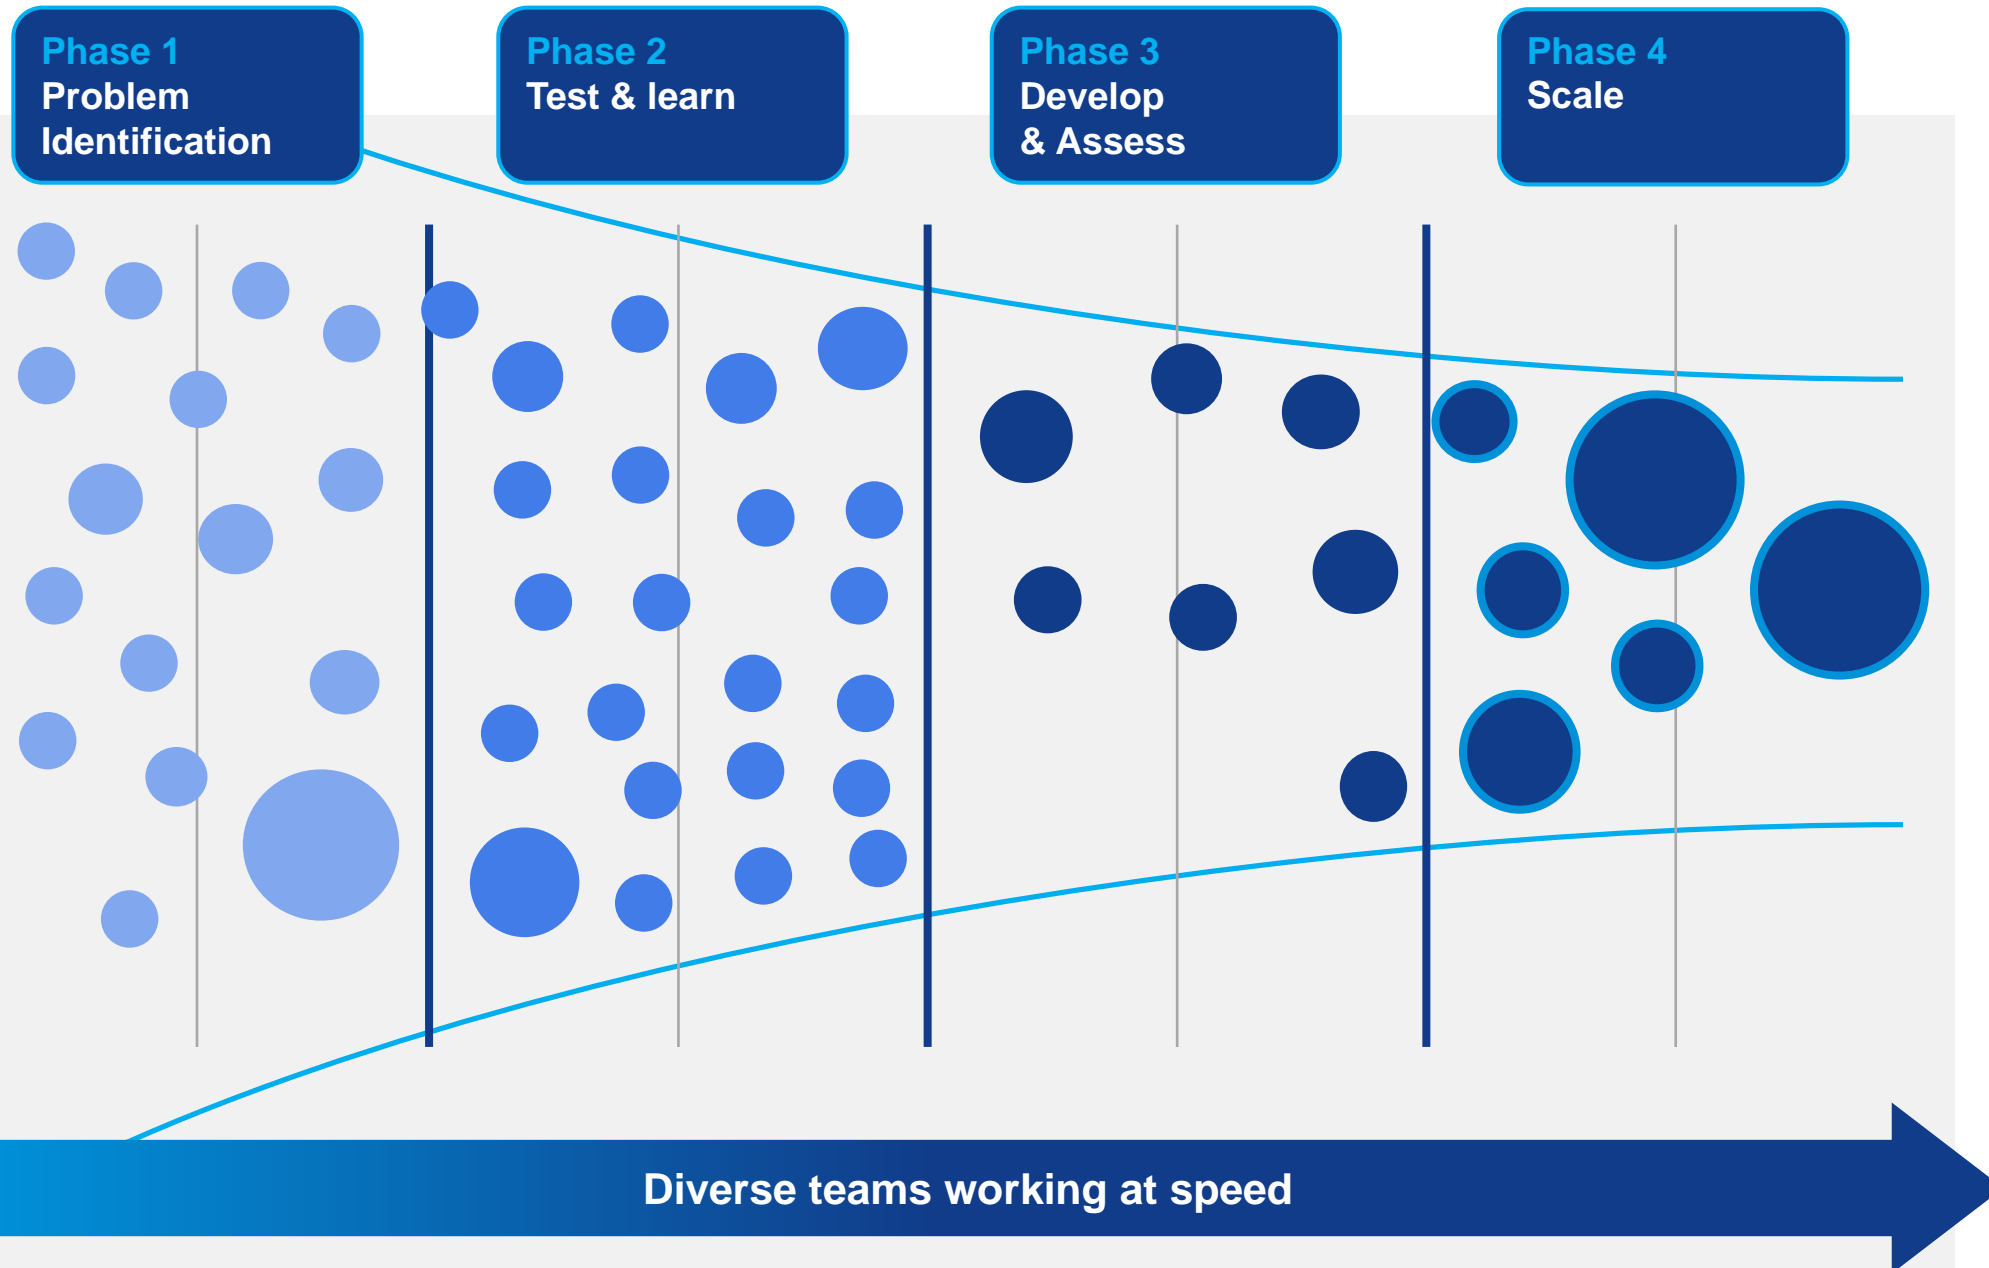 Phase 1
Problem
Identification
Phase 2
Test & learn
Phase 3
Develop
& Assess
Phase 4
Scale
Diverse teams working at speed